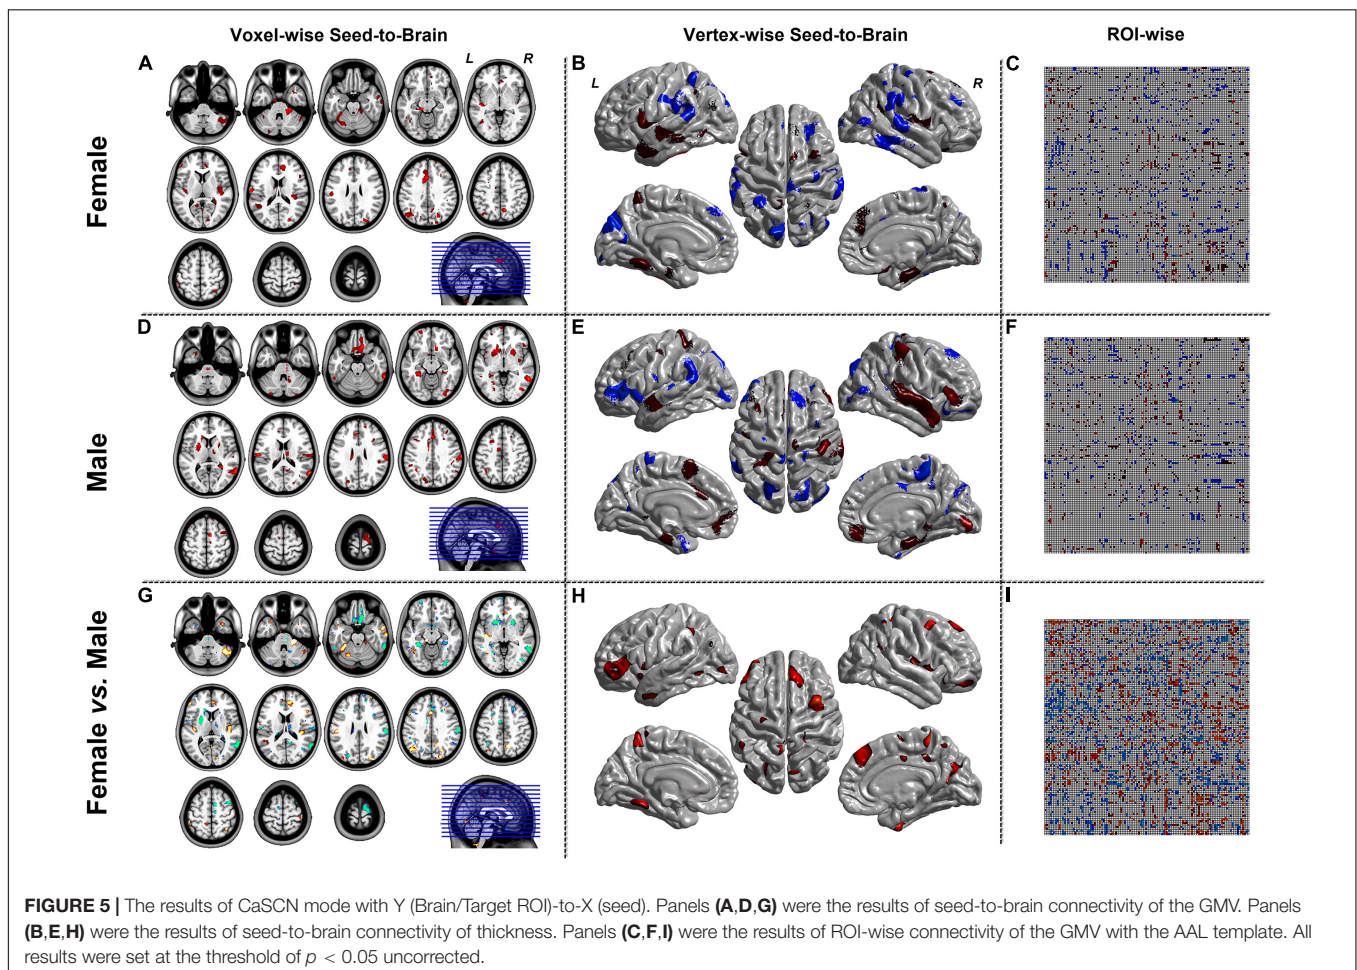 Voxel-wise Seed-to-Brain
Vertex-wise Seed-to-Brain
ROI-wise
Female
A
L
R
B
L
R
C
Male
D
E
F
Female vs. Male
G
H
I
FIGURE 5 | The results of CaSCN mode with Y (Brain/Target ROI)-to-X (seed). Panels (A,D,G) were the results of seed-to-brain connectivity of the GMV. Panels
(B,E,H) were the results of seed-to-brain connectivity of thickness. Panels (C,F,I) were the results of ROI-wise connectivity of the GMV with the AAL template. All
results were set at the threshold of p < 0.05 uncorrected.